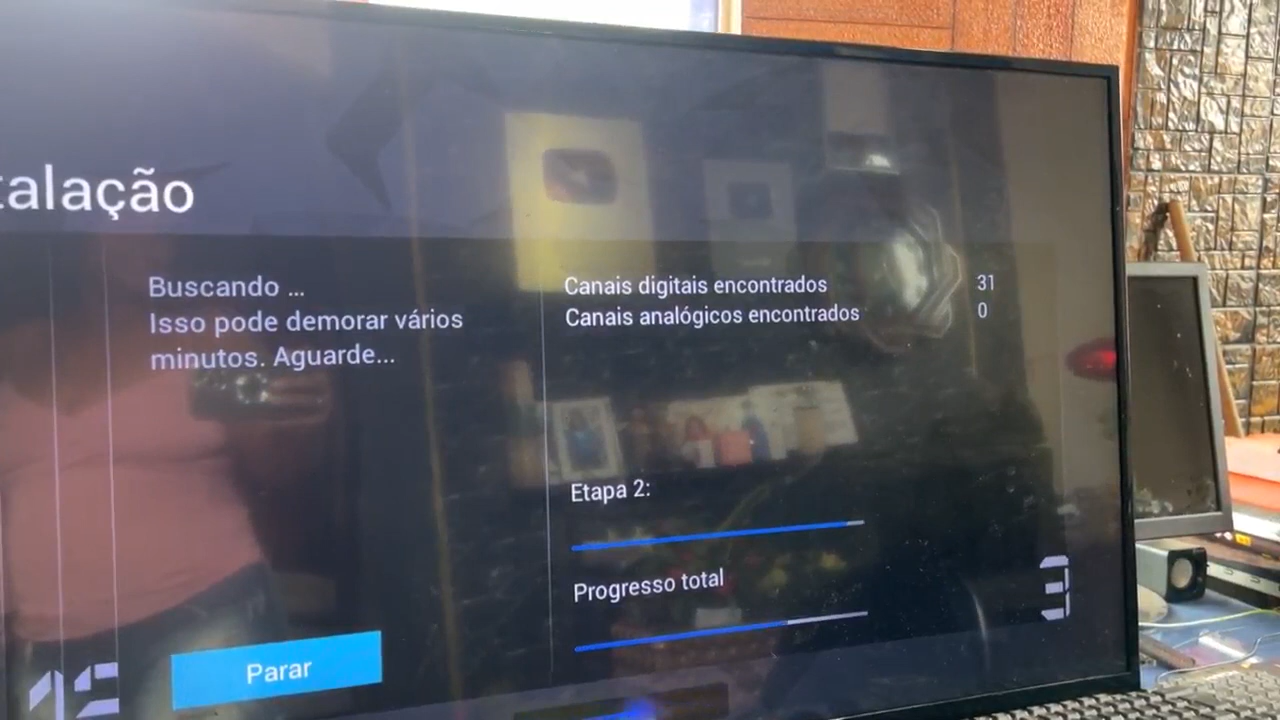 talação
Buscando ...
Isso pode demorar vários
minutos. Aguarde...
Canais digitais encontrados 31
Canais analógicos encontrados 0
Etapa 2:
Progresso total
Parar
3